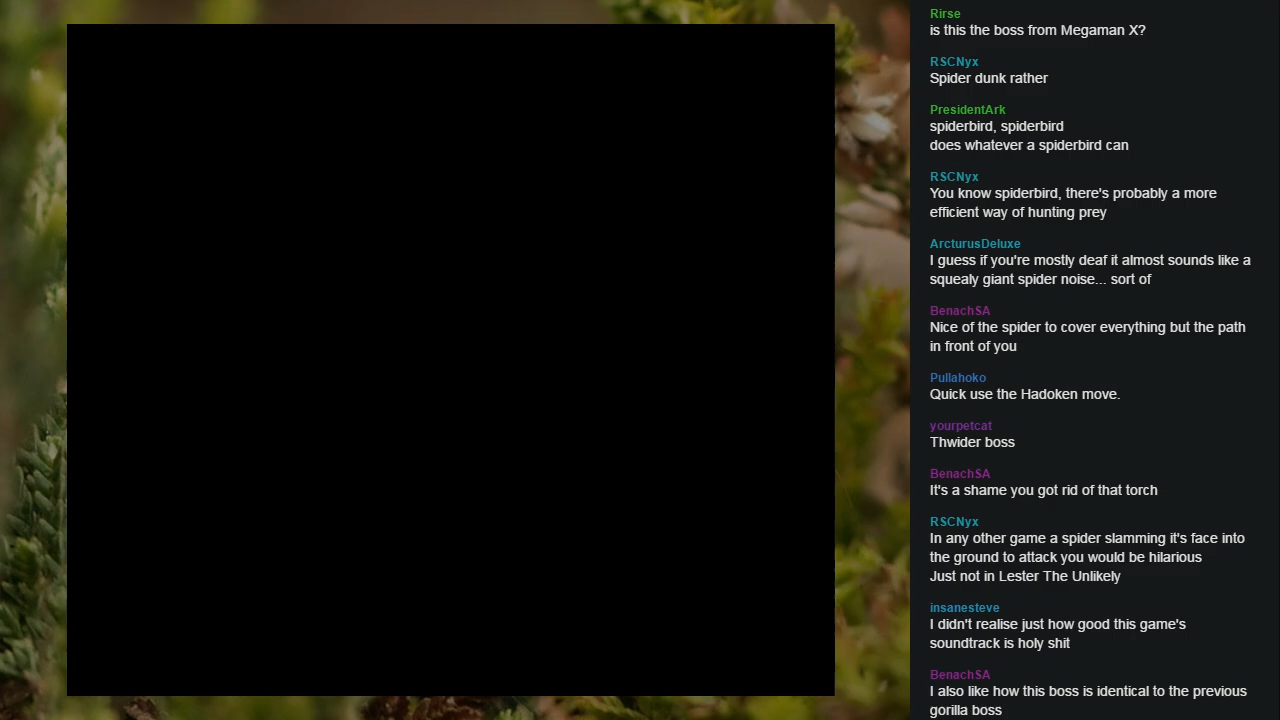 Rirse
is this the boss from Megaman X?
RSCNyx
Spider dunk rather
PresidentArk
spiderbird, spiderbird
does whatever a spiderbird can
RSCNyx
You know spiderbird, there's probably a more
efficient way of hunting prey
ArcturusDeluxe
I guess if you're mostly deaf it almost sounds like a
squealy giant spider noise... sort of
BenachSA
Nice of the spider to cover everything but the path
in front of you
Pullahoko
Quick use the Hadoken move.
yourpetcat
Thwider boss
BenachSA
It's a shame you got rid of that torch
RSCNyx
In any other game a spider slamming it's face into
the ground to attack you would be hilarious
Just not in Lester The Unlikely
insanesteve
I didn't realise just how good this game's
soundtrack is holy shit
BenachSA
I also like how this boss is identical to the previous
gorilla boss